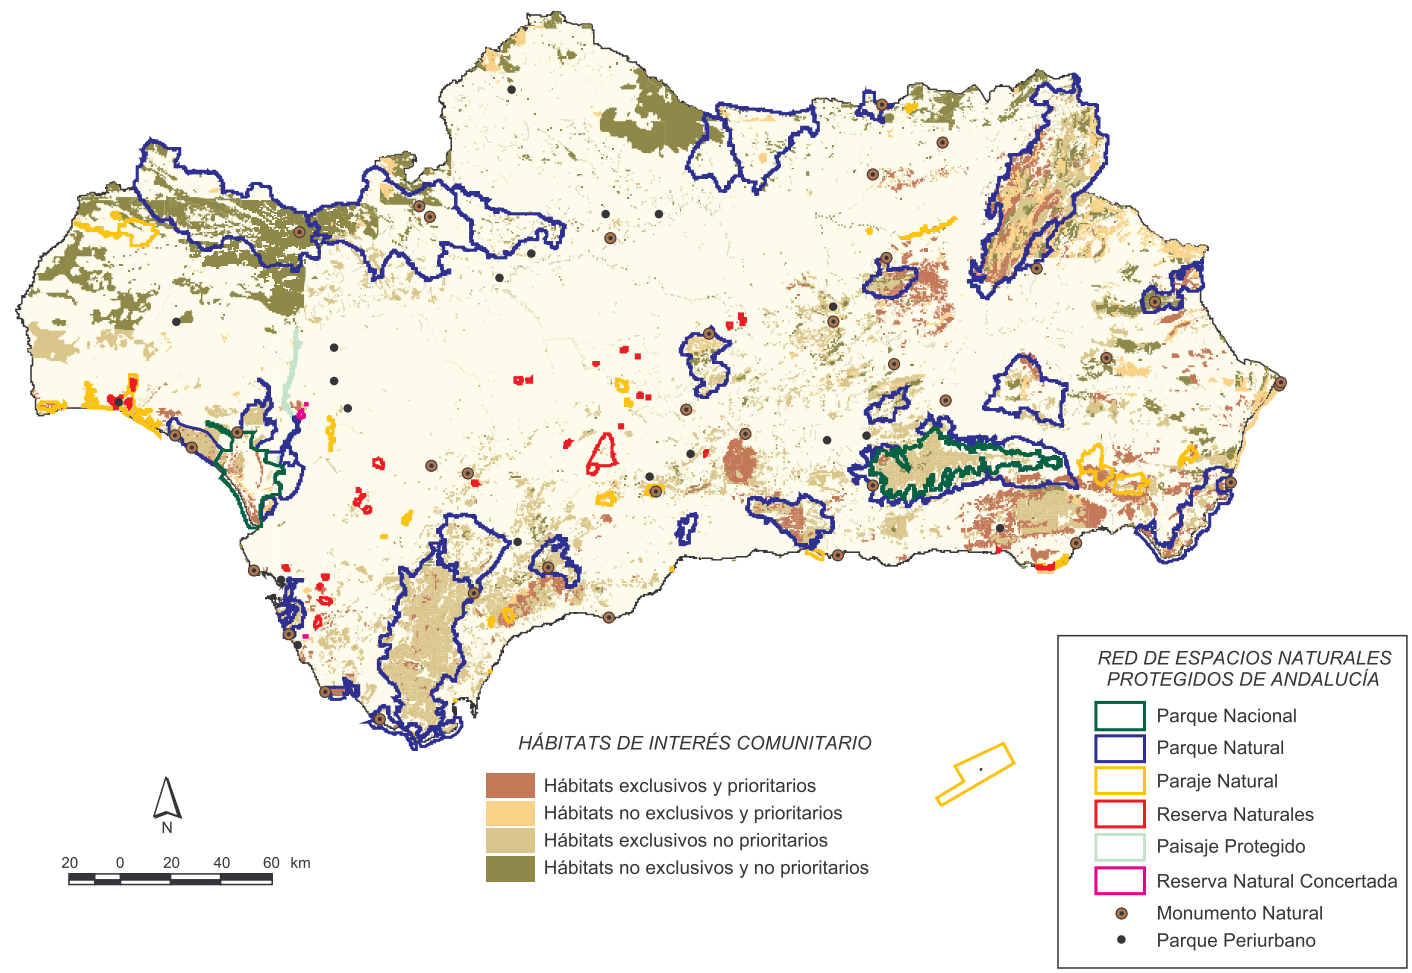 RED DE ESPACIOS NATURALES
PROTEGIDOS DE ANDALUCÍA
Parque Nacional
Parque Natural
Paraje Natural
Reserva Naturales
Paisaje Protegido
Reserva Natural Concertada
Monumento Natural
Parque Periurbano
HÁBITATS DE INTERÉS COMUNITARIO
Hábitats exclusivos y prioritarios
Hábitats no exclusivos y prioritarios
Hábitats exclusivos no prioritarios
Hábitats no exclusivos y no prioritarios
N
20 0 20 40 60 km